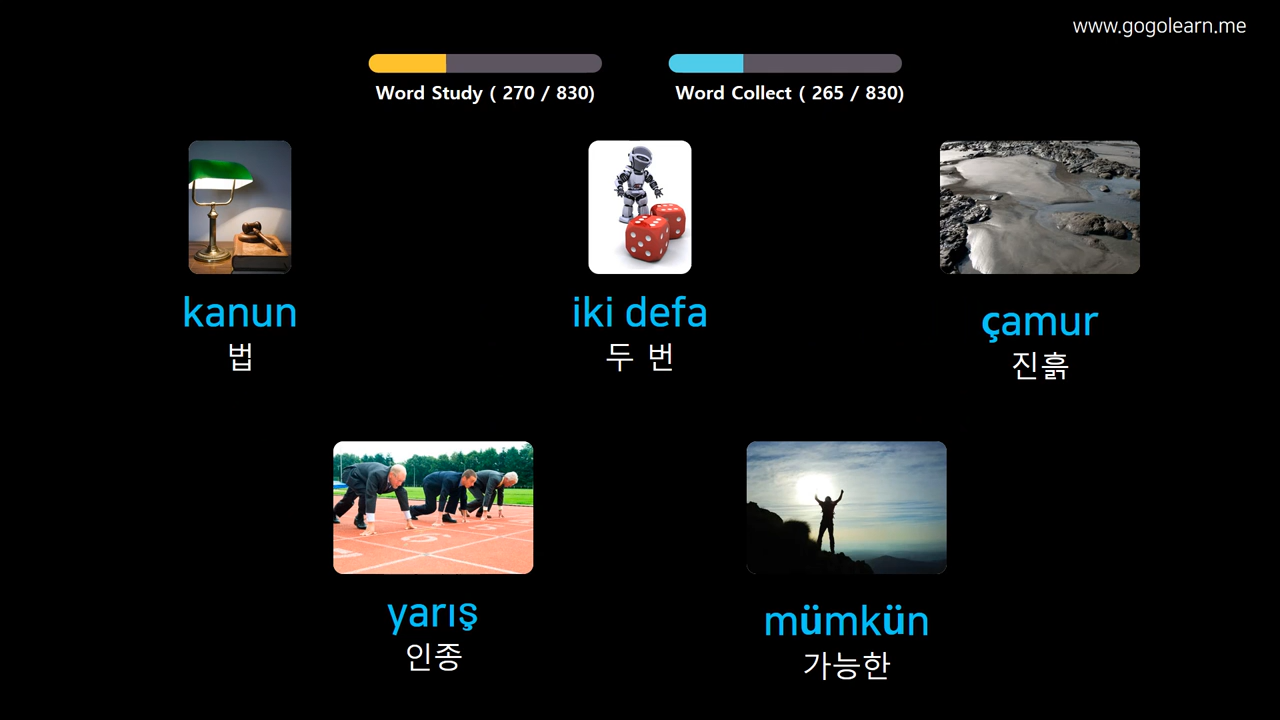 www.gogolearn.me
Word Study ( 270 / 830)
Word Collect ( 265 / 830)
kanun
법
iki defa
두 번
çamur
진흙
yarış
인종
mümkün
가능한